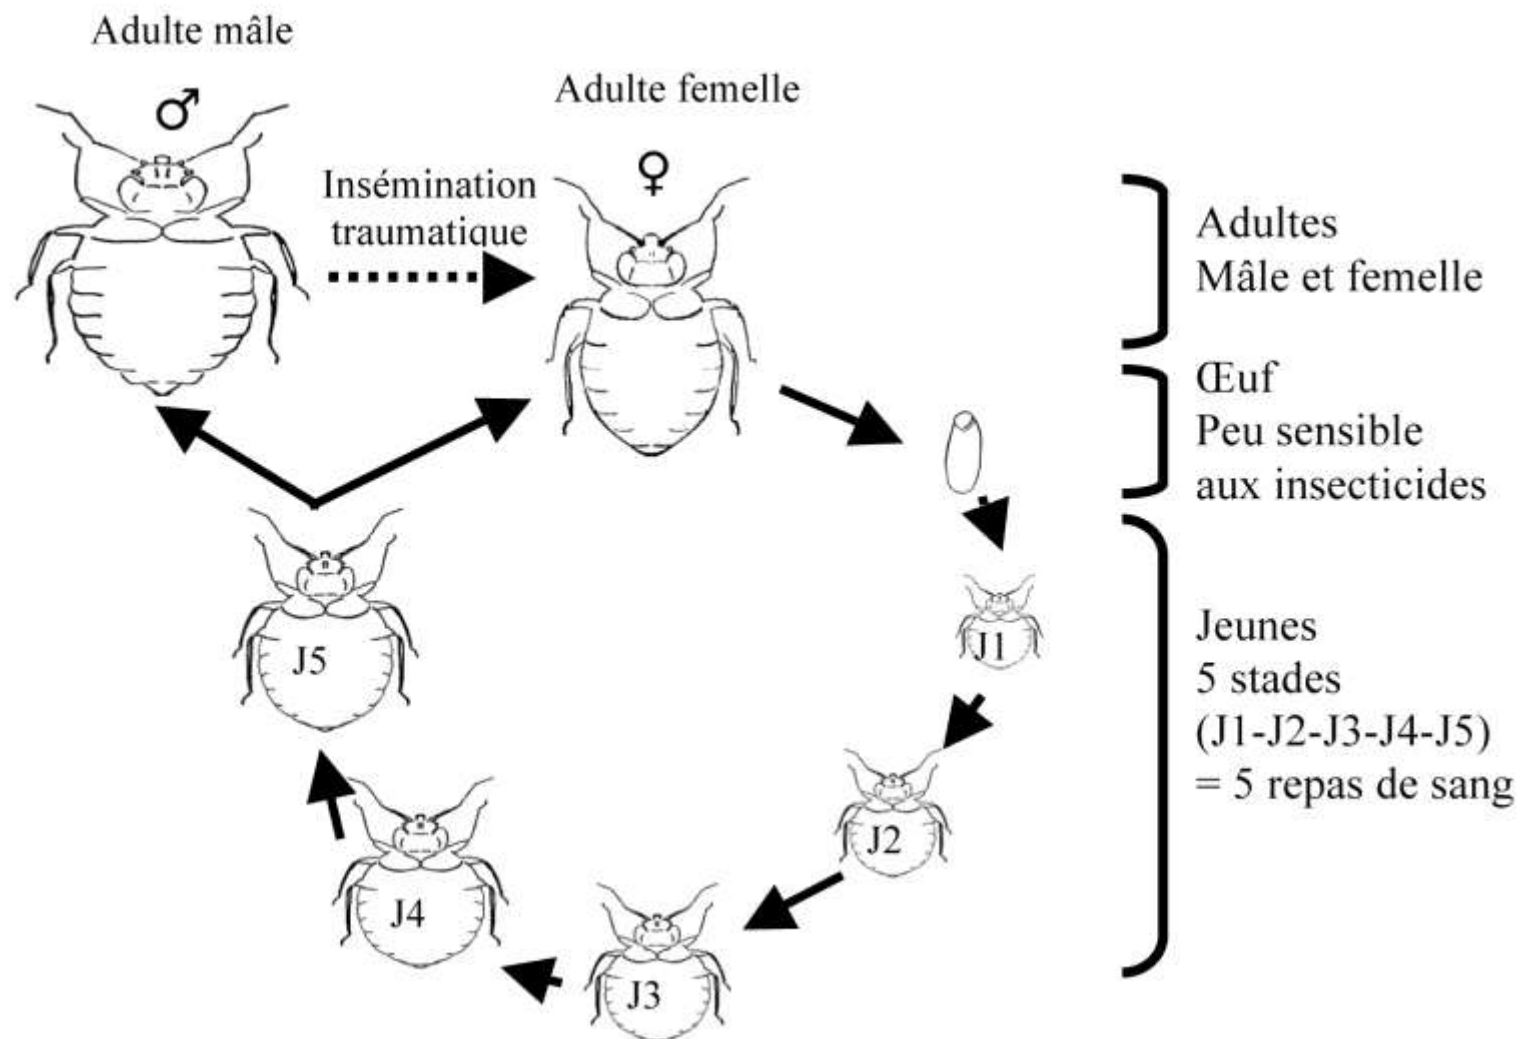 Adulte mâle
♂
Adulte femelle
♀
Insémination
traumatique
Adultes
Mâle et femelle
Œuf
Peu sensible
aux insecticides
J1
J2
J3
J4
J5
Jeunes
5 stades
(J1-J2-J3-J4-J5)
= 5 repas de sang